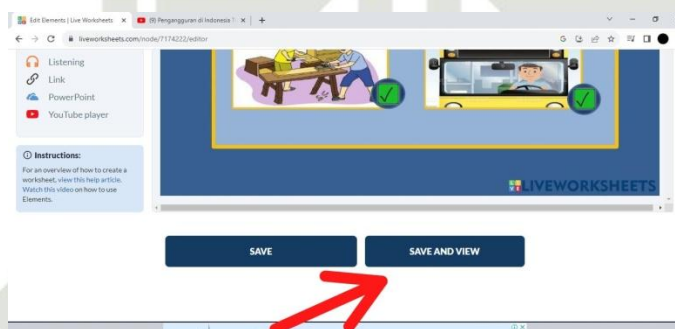 Edit Elements | Live Worksheets
(9) Pengangguran di Indonesia T
liveworksheets.com/node/7174222/editor
Listening
Link
PowerPoint
YouTube player
Instructions:
For an overview of how to create a
worksheet, view this help article.
Watch this video on how to use
Elements.
LIVEWORKSHEETS
SAVE
SAVE AND VIEW